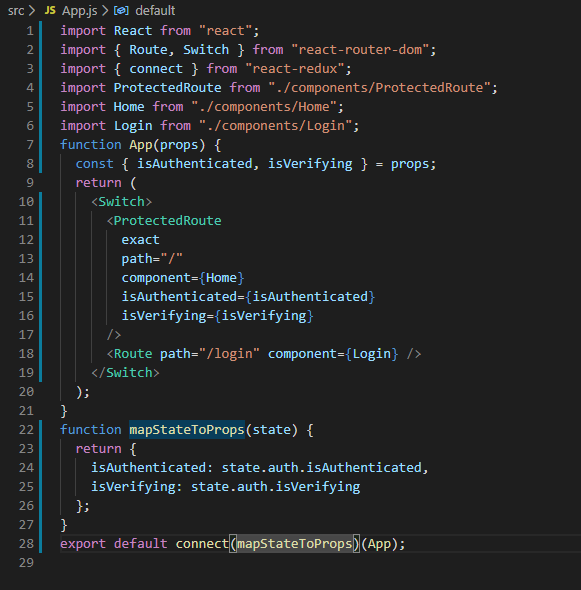 src > JS App.js > default
1 import React from "react";
2 import { Route, Switch } from "react-router-dom";
3 import { connect } from "react-redux";
4 import ProtectedRoute from "./components/ProtectedRoute";
5 import Home from "./components/Home";
6 import Login from "./components/Login";
7 function App(props) {
8   const { isAuthenticated, isVerifying } = props;
9   return (
10     <Switch>
11       <ProtectedRoute
12         exact
13         path="/"
14         component={Home}
15         isAuthenticated={isAuthenticated}
16         isVerifying={isVerifying}
17       />
18       <Route path="/login" component={Login} />
19     </Switch>
20   );
21 }
22 function mapStateToProps(state) {
23   return {
24     isAuthenticated: state.auth.isAuthenticated,
25     isVerifying: state.auth.isVerifying
26   };
27 }
28 export default connect(mapStateToProps)(App);
29